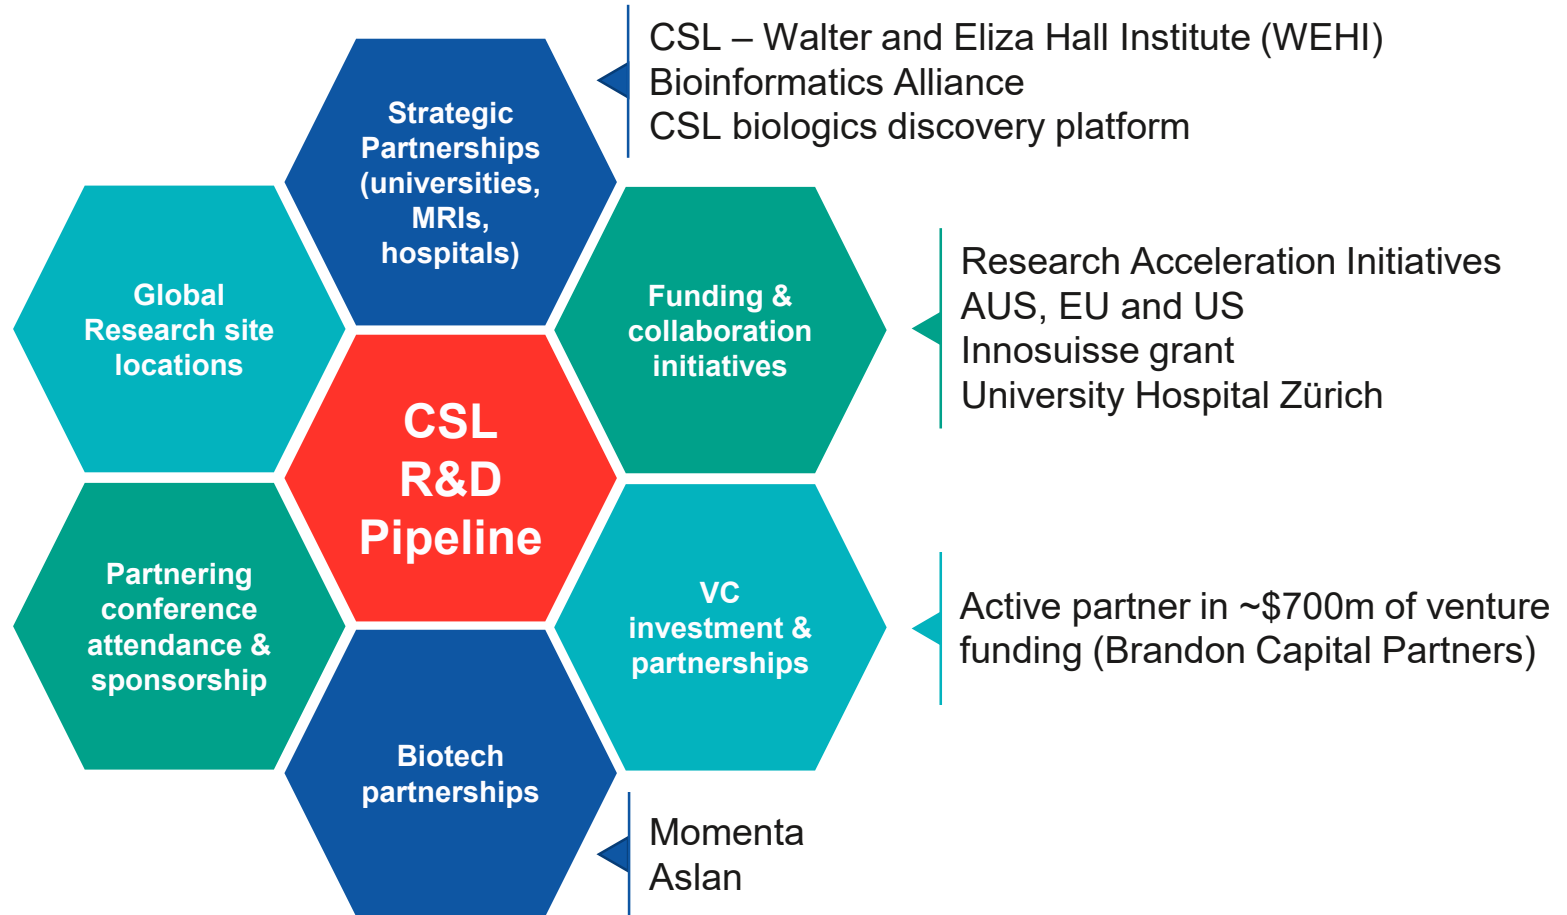 Strategic
Partnerships
(universities,
MRIs,
hospitals)
CSL – Walter and Eliza Hall Institute (WEHI)
Bioinformatics Alliance
CSL biologics discovery platform
Global
Research site
locations
Funding &
collaboration
initiatives
Research Acceleration Initiatives
AUS, EU and US
Innosuisse grant
University Hospital Zürich
CSL
R&D
Pipeline
Partnering
conference
attendance &
sponsorship
VC
investment &
partnerships
Active partner in ~$700m of venture
funding (Brandon Capital Partners)
Biotech
partnerships
Momenta
Aslan